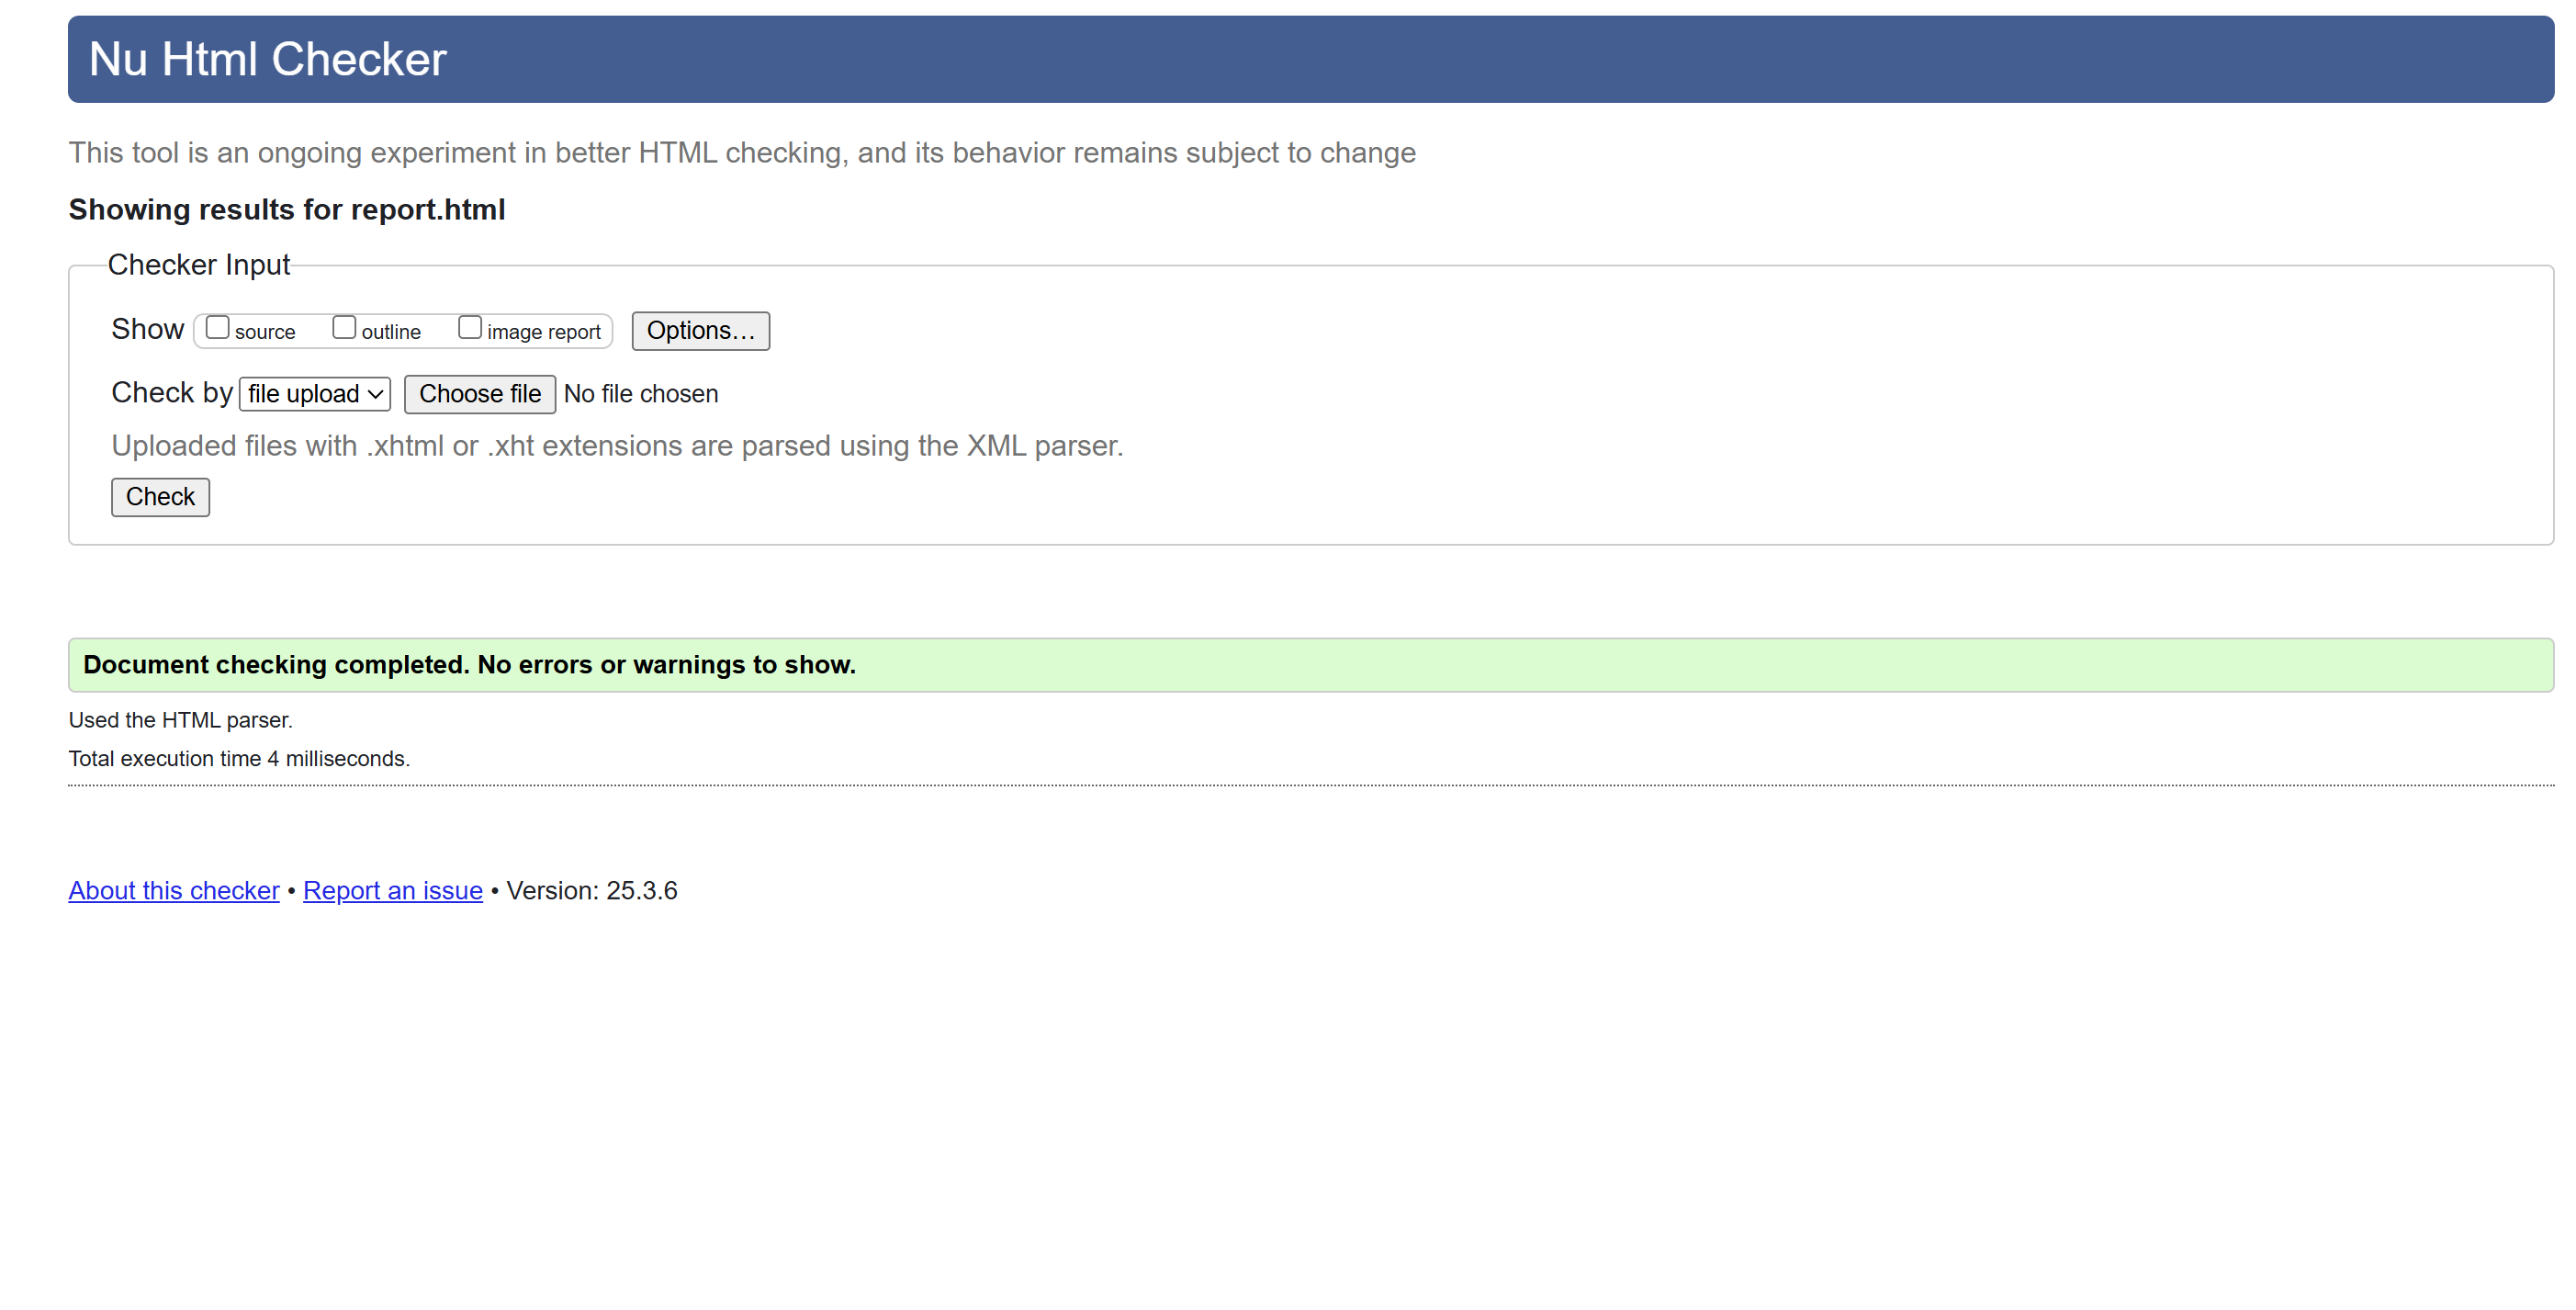 Nu Html Checker
This tool is an ongoing experiment in better HTML checking, and its behavior remains subject to change
Showing results for report.html
Checker Input
Show source outline image report Options…
Check by file upload Choose file No file chosen
Uploaded files with .xhtml or .xht extensions are parsed using the XML parser.
Check
Document checking completed. No errors or warnings to show.
Used the HTML parser.
Total execution time 4 milliseconds.
About this checker • Report an issue • Version: 25.3.6